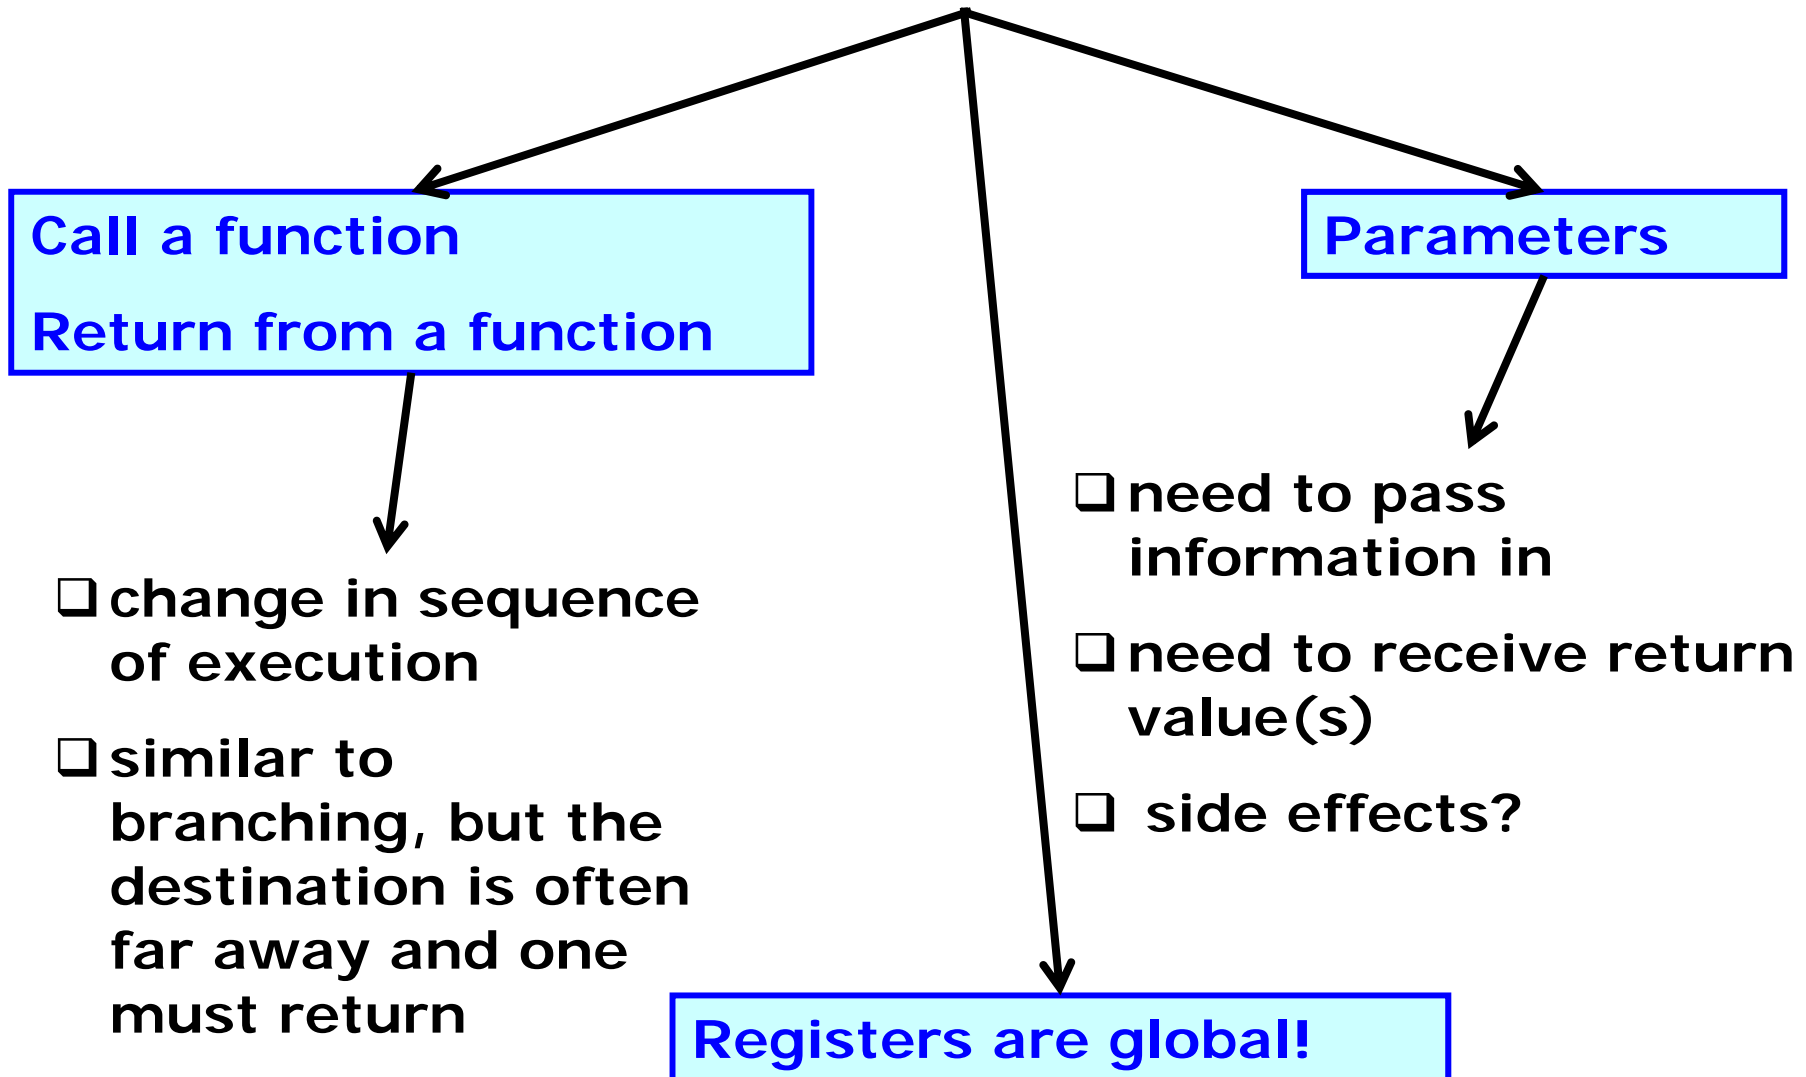 Call a function
Return from a function
Parameters
❑ need to pass
information in
❑ need to receive return
value(s)
❑ side effects?
❑ change in sequence
of execution
❑ similar to
branching, but the
destination is often
far away and one
must return
Registers are global!